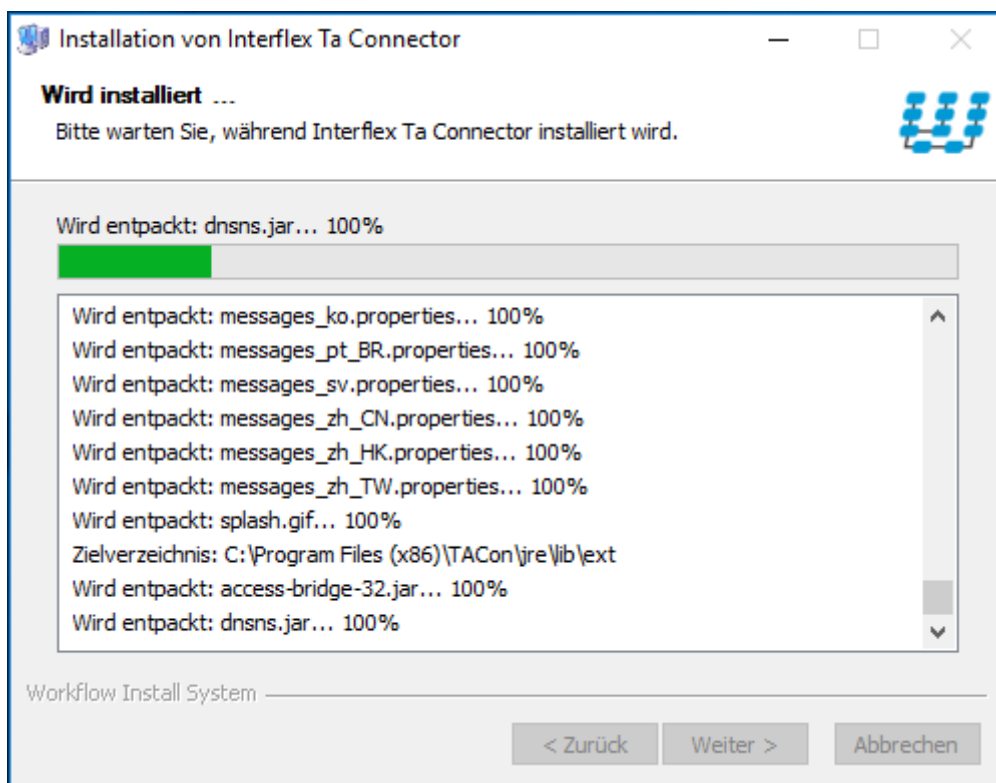 Installation von Interflex Ta Connector
Wird installiert ...
Bitte warten Sie, während Interflex Ta Connector installiert wird.
Wird entpackt: dnsns.jar... 100%
Wird entpackt: messages_ko.properties... 100%
Wird entpackt: messages_pt_BR.properties... 100%
Wird entpackt: messages_sv.properties... 100%
Wird entpackt: messages_zh_CN.properties... 100%
Wird entpackt: messages_zh_HK.properties... 100%
Wird entpackt: messages_zh_TW.properties... 100%
Wird entpackt: splash.gif... 100%
Zielverzeichnis: C:\Program Files (x86)\TACon\jre\lib\ext
Wird entpackt: access-bridge-32.jar... 100%
Wird entpackt: dnsns.jar... 100%
Workflow Install System
< Zurück Weiter > Abbrechen